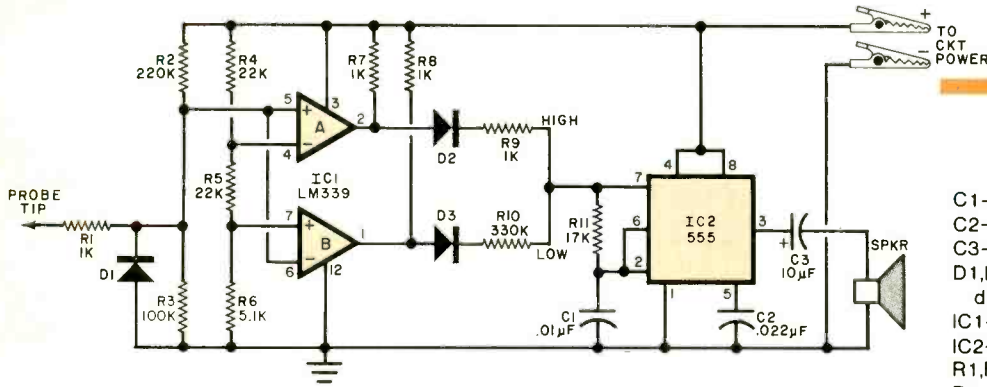 R2
220K
R4
22K
R7
1K
R8
1K
+
TO
CKT
POWER
−
5
+
3
A
2
−
4
HIGH
D2
R9
1K
4
8
R5
22K
IC1
LM339
7
PROBE
TIP
R1
1K
7
+
B
1
−
6
12
D3
R10
330K
LOW
R11
17K
6
2
IC2
555
3
+
C3
10µF
SPKR
D1
R3
100K
R6
5.1K
C1
.01µF
1
5
C2
.022µF
C1-
C2-
C3-
D1,
d
IC1-
IC2-
R1,